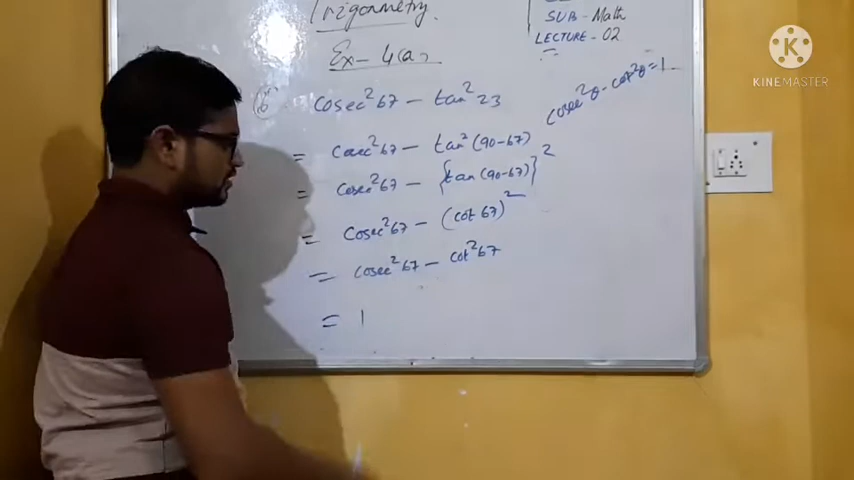 Trigonometry
SUB - Math
LECTURE - 02
Ex - 4(a)
(6) cosec²67 - tan²23
cosec²θ - cot²θ = 1
= cosec²67 - tan²(90-67)
= cosec²67 - {tan(90-67)}²
= cosec²67 - (cot 67)²
= cosec²67 - cot²67
= 1
KINEMASTER